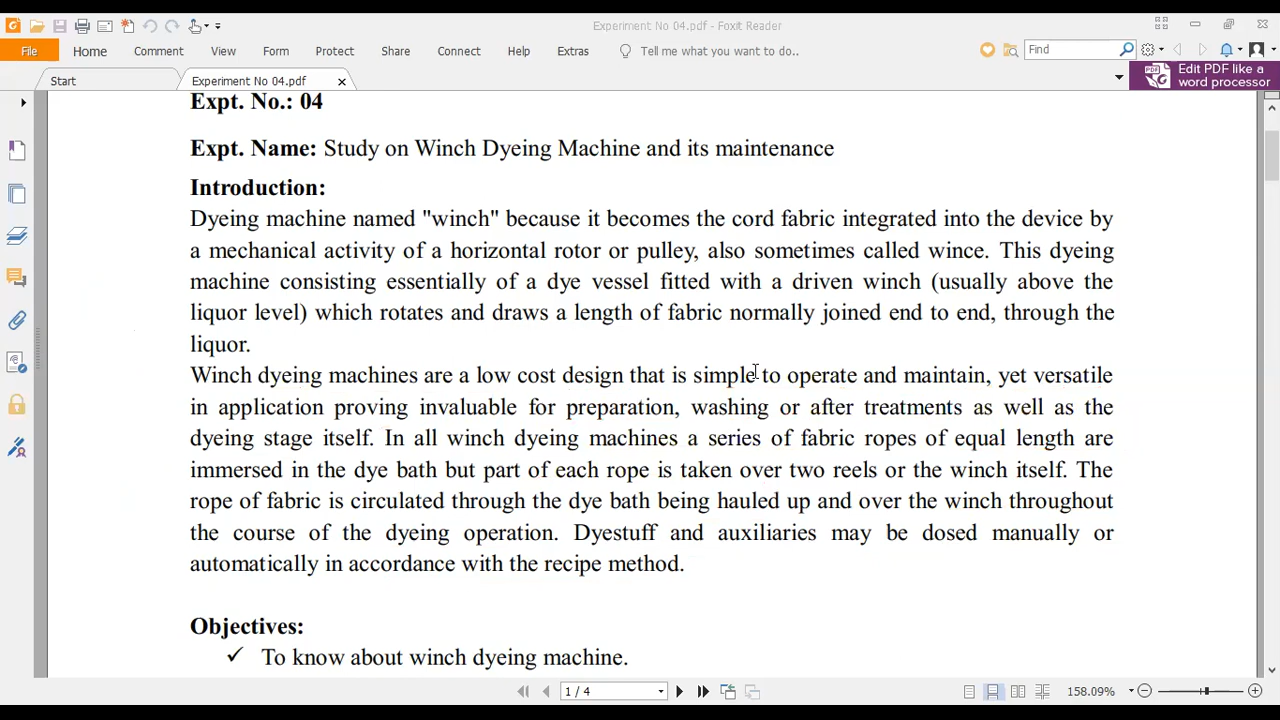 Experiment No 04.pdf - Foxit Reader
File Home Comment View Form Protect Share Connect Help Extras Tell me what you want to do.. Find
Start Experiment No 04.pdf
Edit PDF like a
word processor
Expt. No.: 04
Expt. Name: Study on Winch Dyeing Machine and its maintenance
Introduction:
Dyeing machine named "winch" because it becomes the cord fabric integrated into the device by
a mechanical activity of a horizontal rotor or pulley, also sometimes called wince. This dyeing
machine consisting essentially of a dye vessel fitted with a driven winch (usually above the
liquor level) which rotates and draws a length of fabric normally joined end to end, through the
liquor.
Winch dyeing machines are a low cost design that is simple to operate and maintain, yet versatile
in application proving invaluable for preparation, washing or after treatments as well as the
dyeing stage itself. In all winch dyeing machines a series of fabric ropes of equal length are
immersed in the dye bath but part of each rope is taken over two reels or the winch itself. The
rope of fabric is circulated through the dye bath being hauled up and over the winch throughout
the course of the dyeing operation. Dyestuff and auxiliaries may be dosed manually or
automatically in accordance with the recipe method.
Objectives:
✓ To know about winch dyeing machine.
1 / 4 158.09%